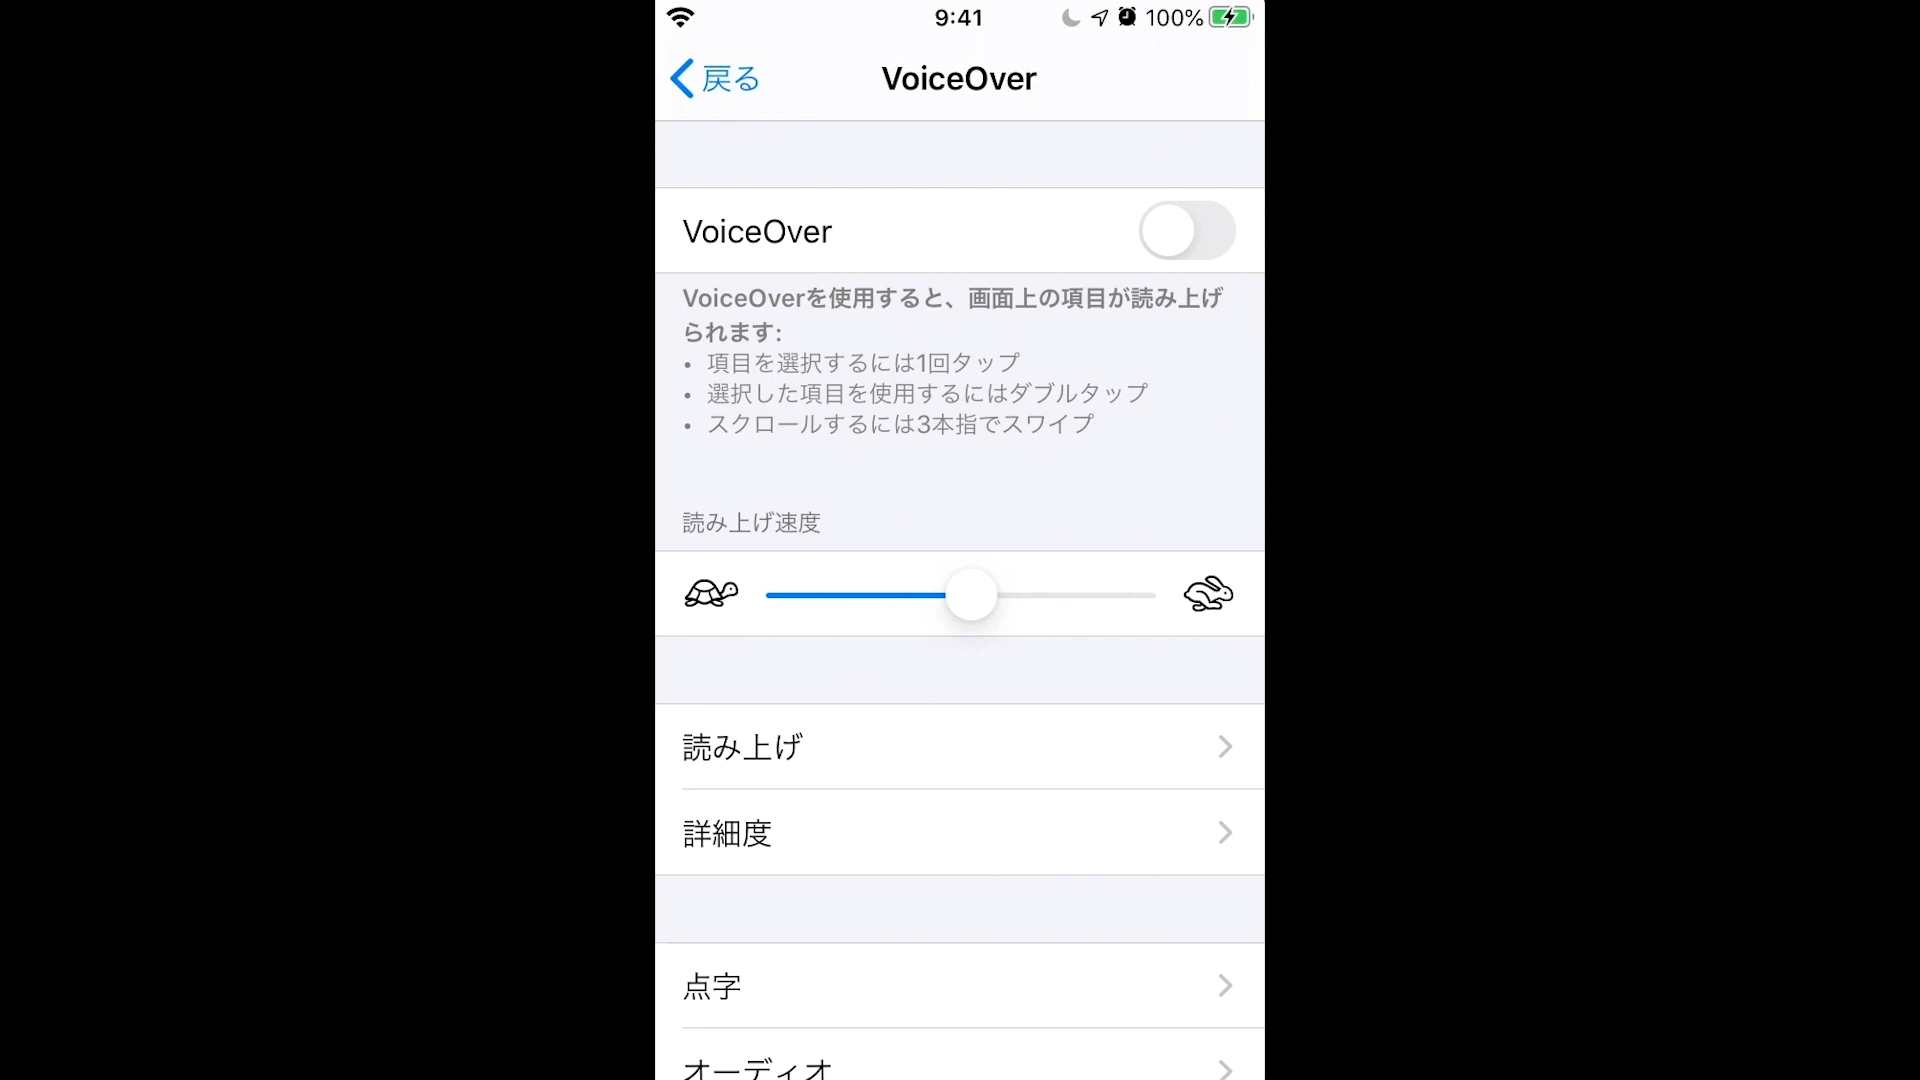 9:41
100%
戻る
VoiceOver
VoiceOver
VoiceOverを使用すると、画面上の項目が読み上げ
られます:
• 項目を選択するには1回タップ
• 選択した項目を使用するにはダブルタップ
• スクロールするには3本指でスワイプ
読み上げ速度
読み上げ
詳細度
点字
オーディオ